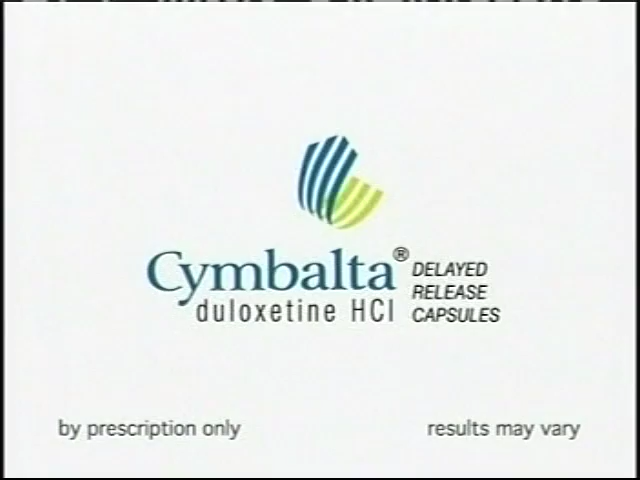 Cymbalta®
duloxetine HCl
DELAYED
RELEASE
CAPSULES
by prescription only
results may vary